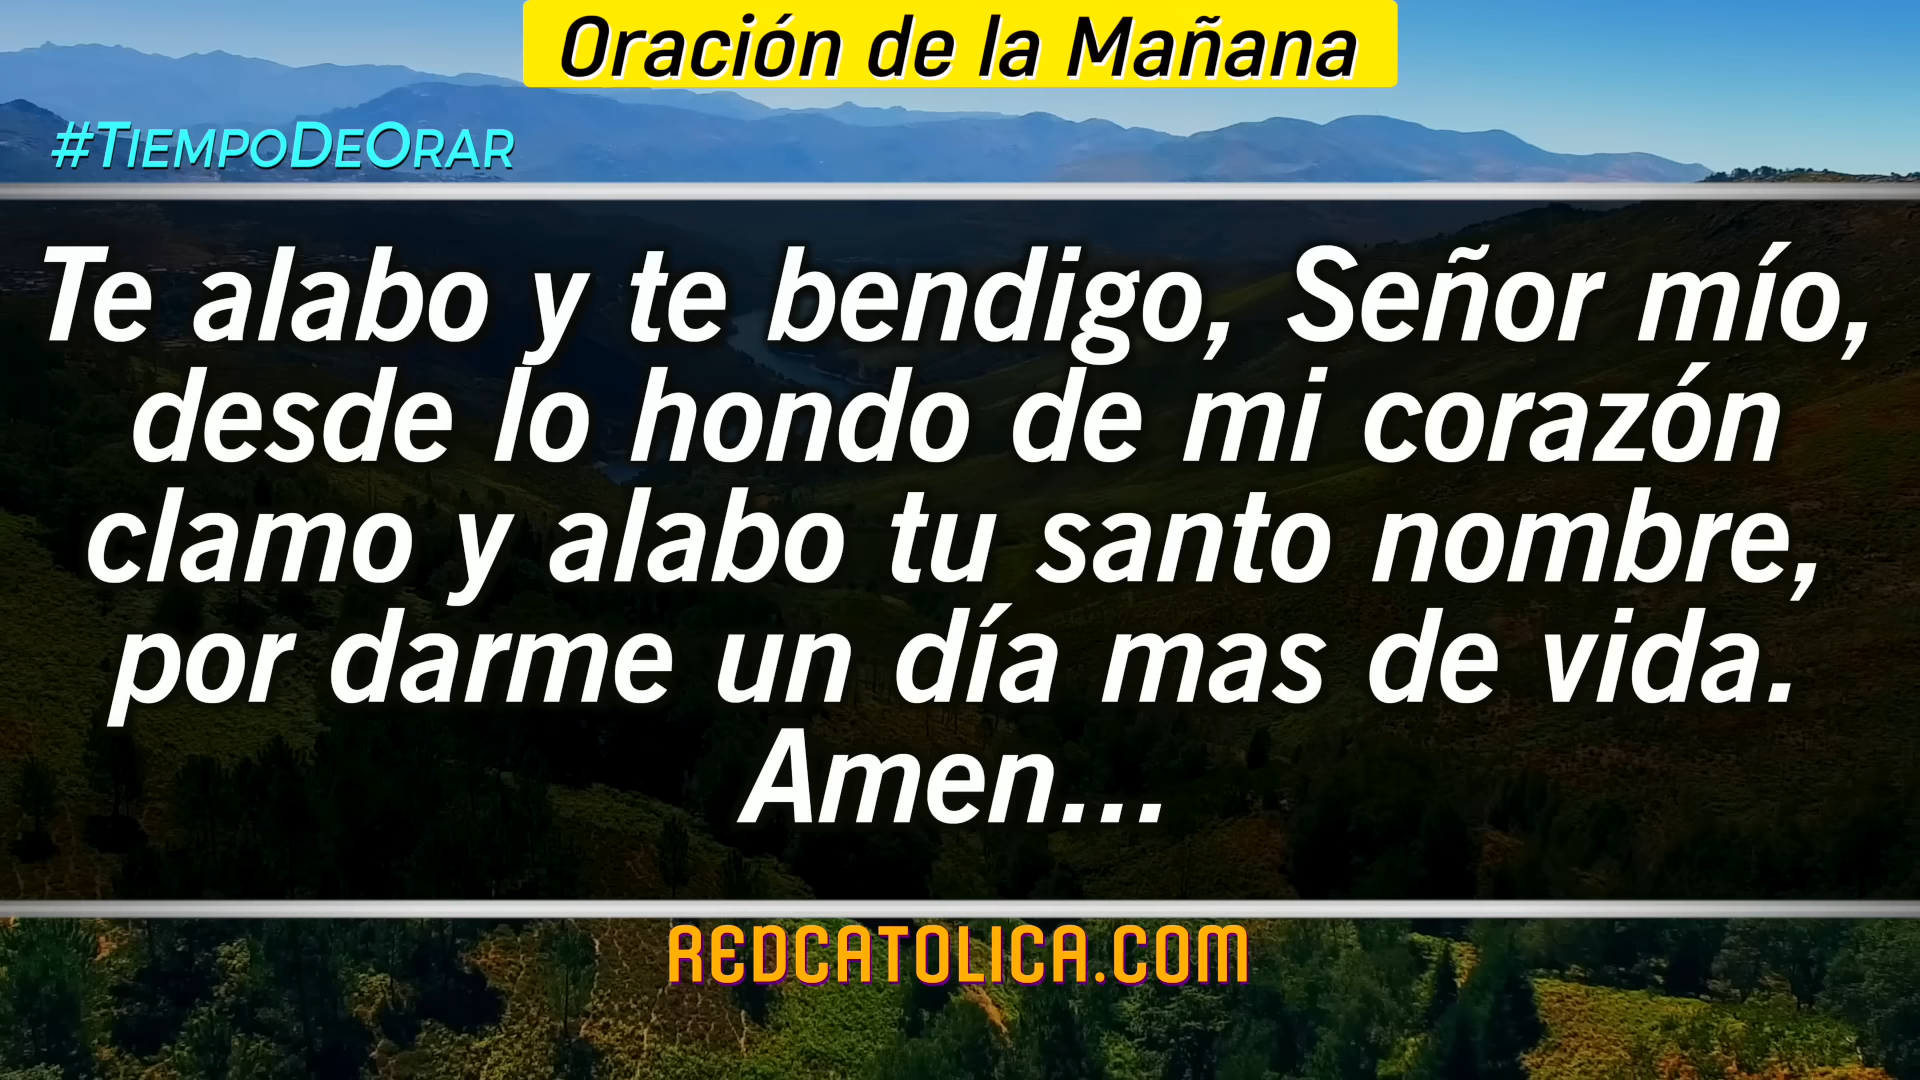 Oración de la Mañana
#TiempoDeOrar
Te alabo y te bendigo, Señor mío,
desde lo hondo de mi corazón
clamo y alabo tu santo nombre,
por darme un día mas de vida.
Amen...
REDCATOLICA.COM